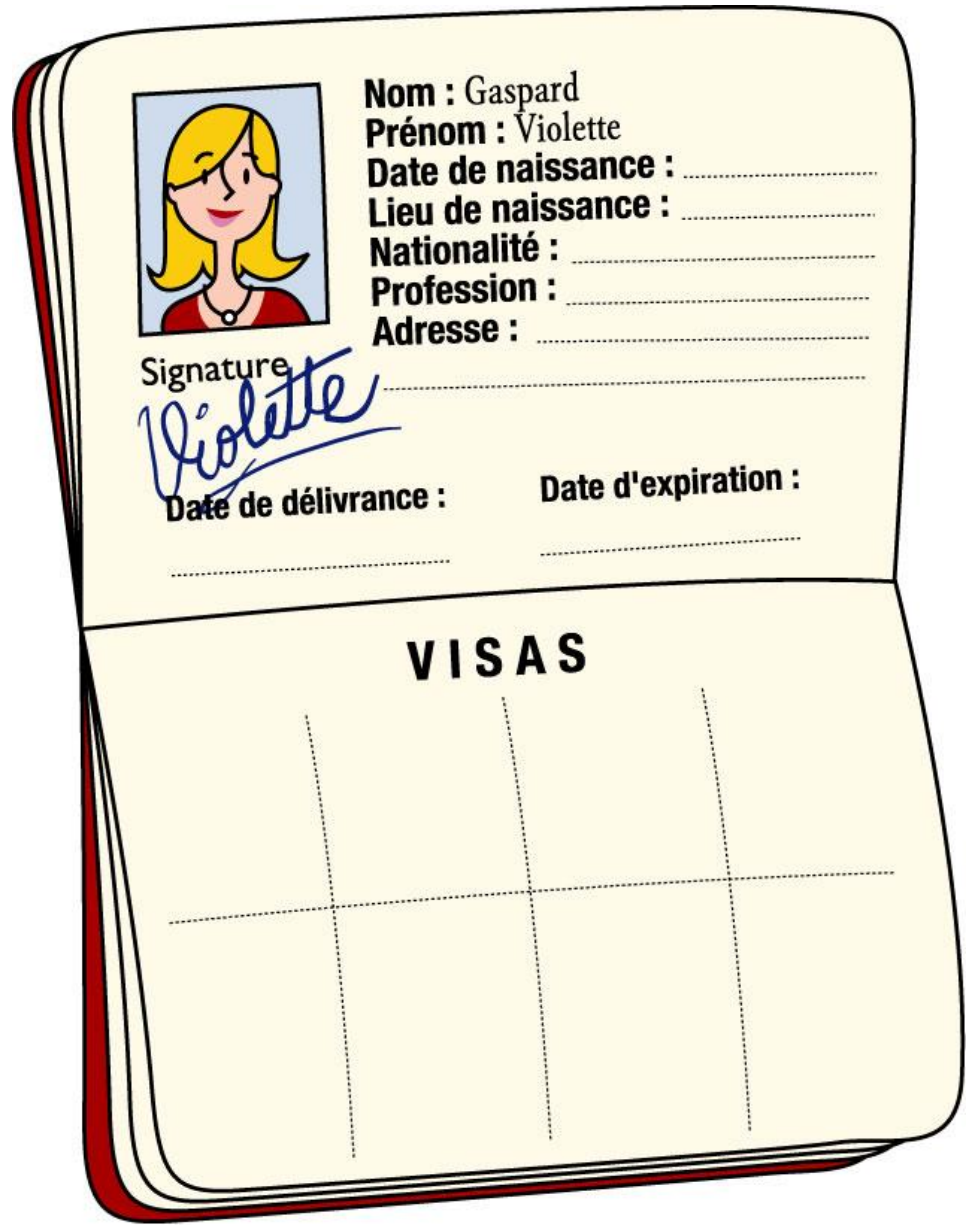 Nom : Gaspard
Prénom : Violette
Date de naissance :
Lieu de naissance :
Nationalité :
Profession :
Adresse :
Signature
Violette
Date de délivrance :
Date d'expiration :
VISAS